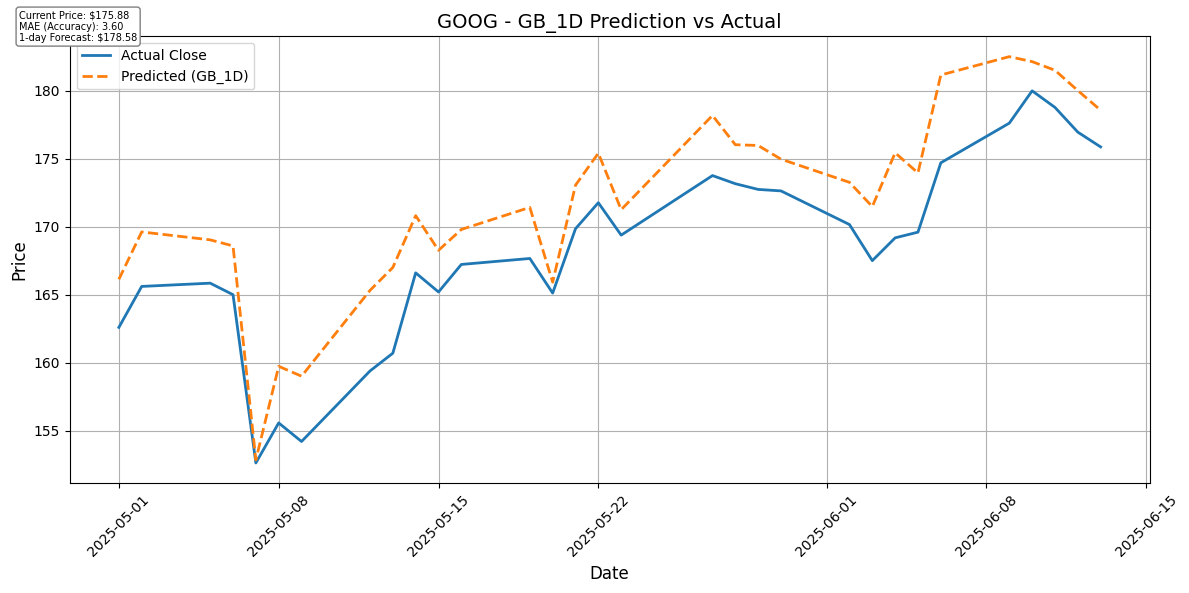 Current Price: $175.88
MAE (Accuracy): 3.60
1-day Forecast: $178.58
GOOG - GB_1D Prediction vs Actual
Actual Close
Predicted (GB_1D)
Price
180
175
170
165
160
155
2025-05-01
2025-05-08
2025-05-15
2025-05-22
2025-06-01
2025-06-08
2025-06-15
Date